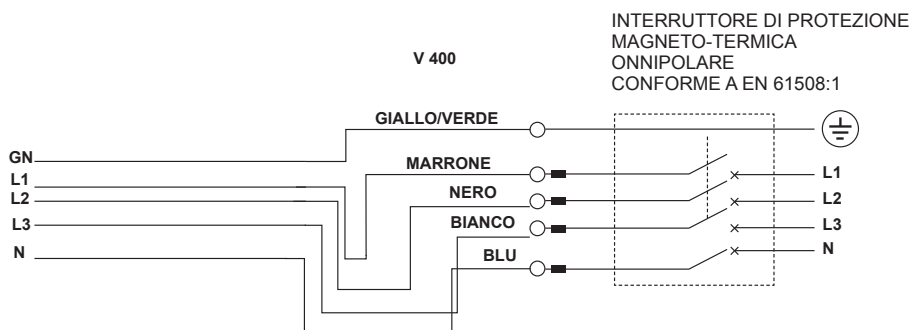 INTERRUTTORE DI PROTEZIONE
MAGNETO-TERMICA
ONNIPOLARE
CONFORME A EN 61508:1
V 400
GIALLO/VERDE
GN
MARRONE
L1
L1
NERO
L2
L2
BIANCO
L3
L3
BLU
N
N